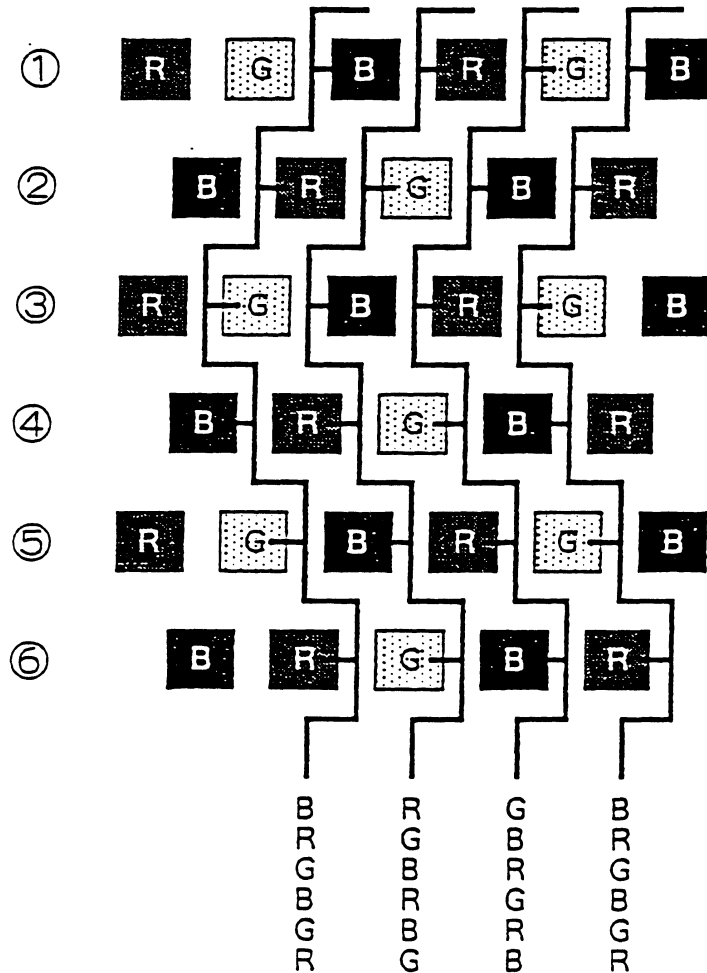 ① R G B R G B
② B R G B R
③ R G B R G B
④ B R G B R
⑤ R G B R G B
⑥ B R G B R
B R G B
R G B R
G B R G
B R G B
G B R G
R G B R